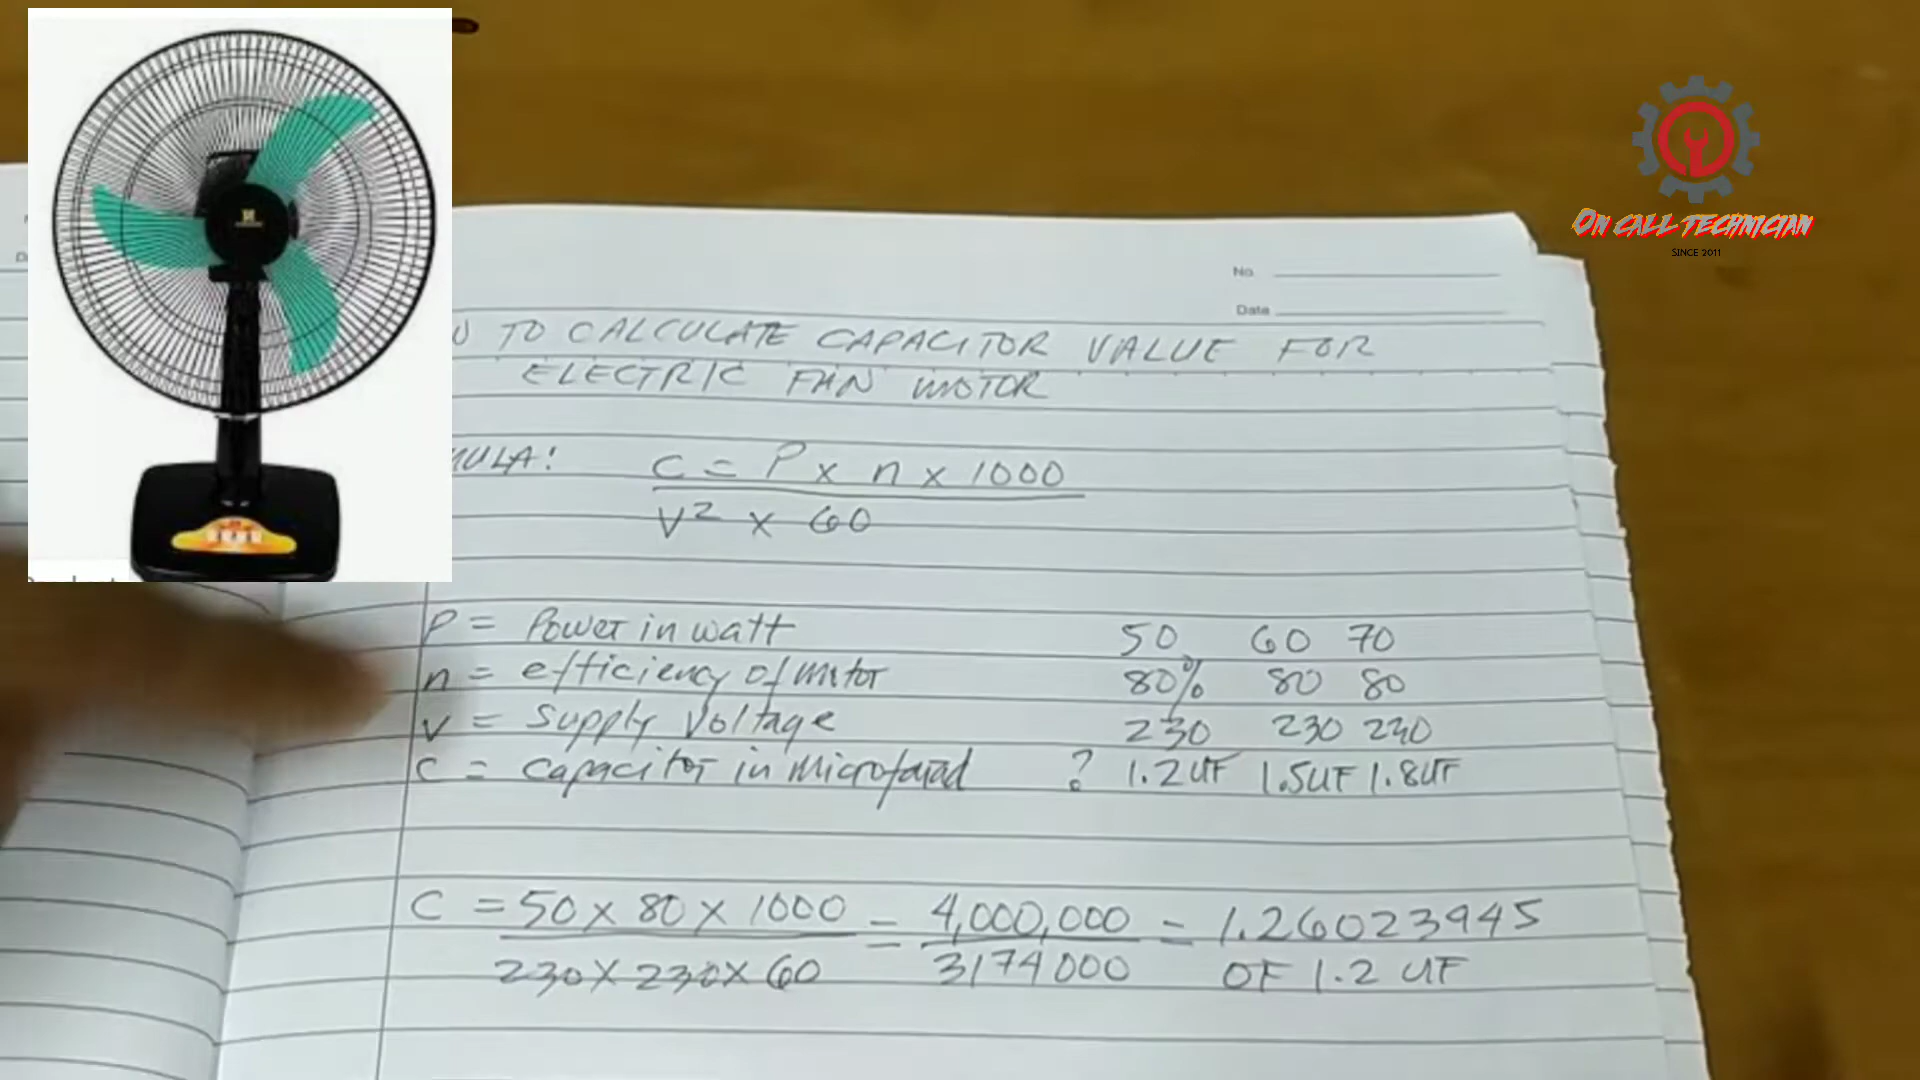 ON CALL TECHNICIAN
SINCE 2011
No.
Date
TO CALCULATE CAPACITOR VALUE FOR
ELECTRIC FAN MOTOR
MULA!
C = P x n x 1000
V² x 60
P = Power in watt 50 60 70
n = efficiency of motor 80% 80 80
V = Supply Voltage 230 230 230
C = Capacitor in Microfarad ? 1.2UF 1.5UF 1.8UF
C = 50 x 80 x 1000 = 4,000,000 = 1.26023945
230 x 230 x 60 3174000 OF 1.2 UF